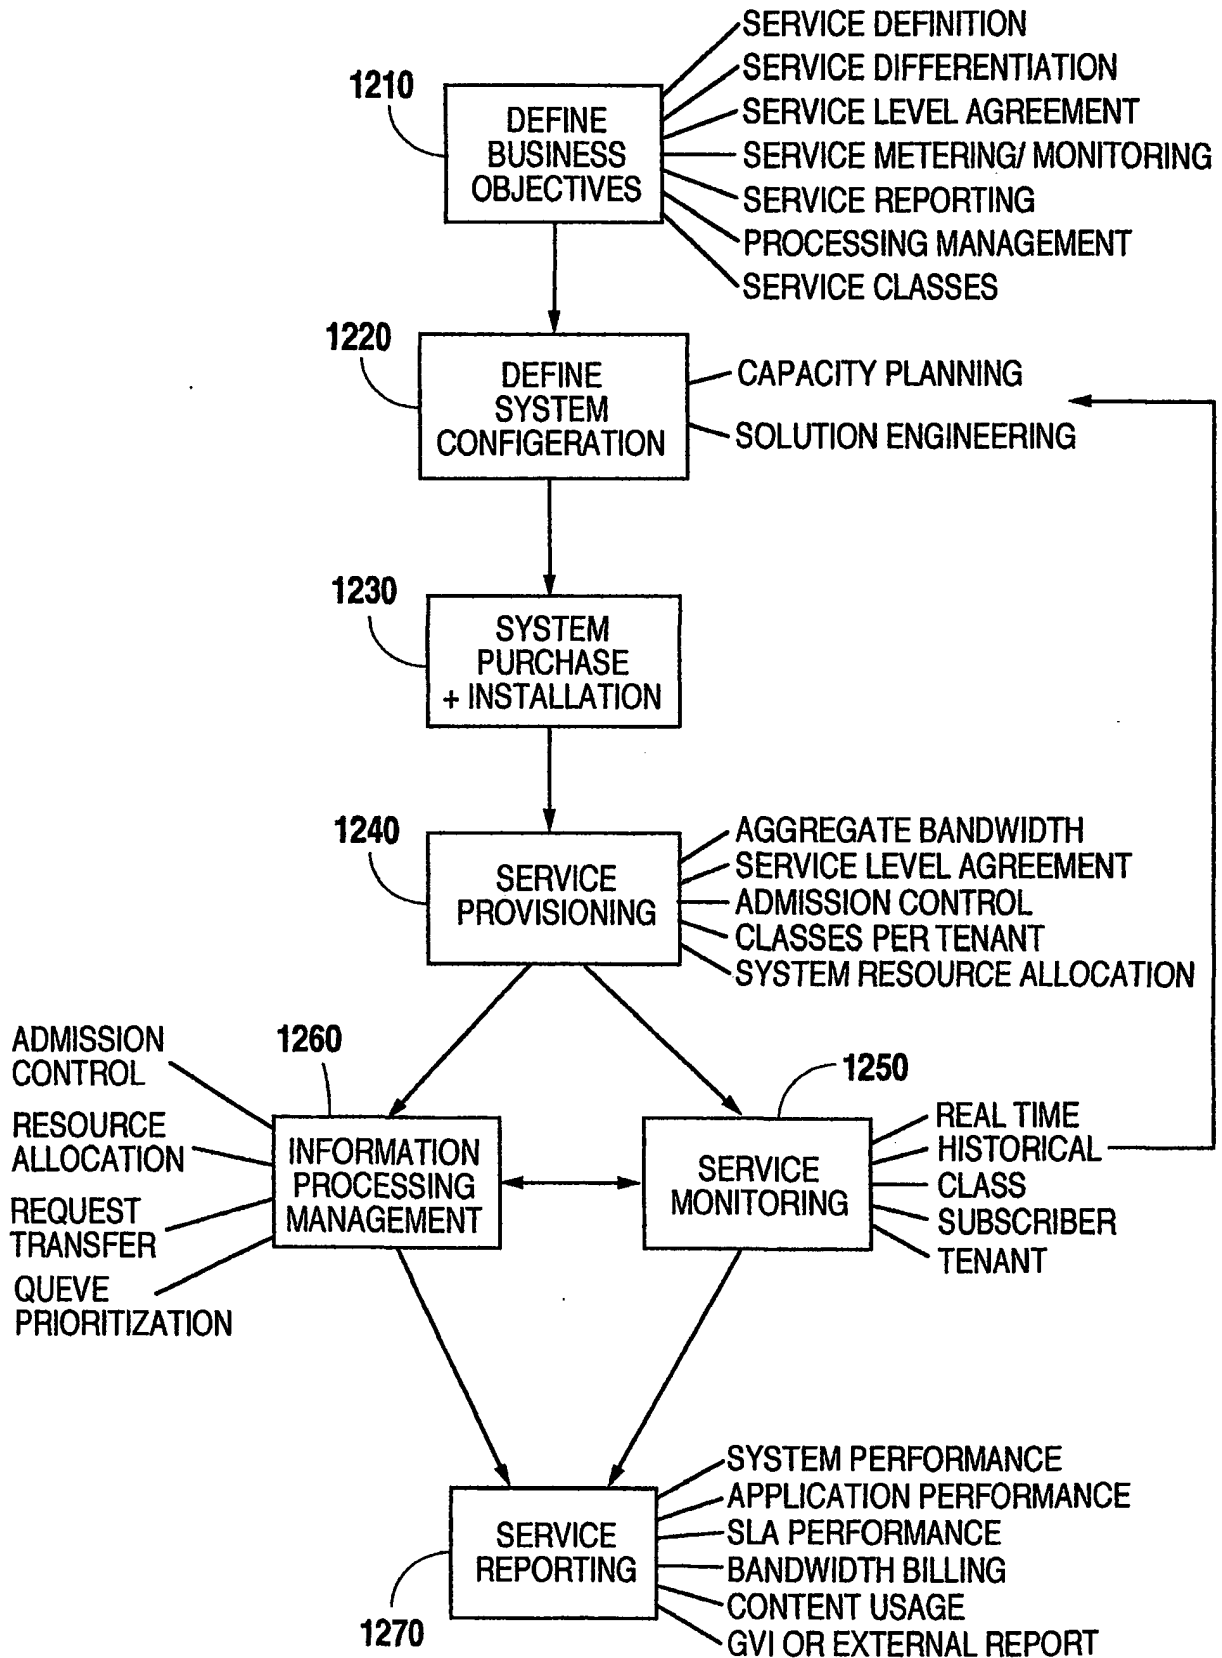 SERVICE DEFINITION
SERVICE DIFFERENTIATION
SERVICE LEVEL AGREEMENT
SERVICE METERING/ MONITORING
SERVICE REPORTING
PROCESSING MANAGEMENT
SERVICE CLASSES
1210
DEFINE
BUSINESS
OBJECTIVES
1220
DEFINE
SYSTEM
CONFIGERATION
CAPACITY PLANNING
SOLUTION ENGINEERING
1230
SYSTEM
PURCHASE
+ INSTALLATION
1240
SERVICE
PROVISIONING
AGGREGATE BANDWIDTH
SERVICE LEVEL AGREEMENT
ADMISSION CONTROL
CLASSES PER TENANT
SYSTEM RESOURCE ALLOCATION
ADMISSION
CONTROL
RESOURCE
ALLOCATION
REQUEST
TRANSFER
QUEVE
PRIORITIZATION
1260
INFORMATION
PROCESSING
MANAGEMENT
1250
SERVICE
MONITORING
REAL TIME
HISTORICAL
CLASS
SUBSCRIBER
TENANT
SERVICE
REPORTING
1270
SYSTEM PERFORMANCE
APPLICATION PERFORMANCE
SLA PERFORMANCE
BANDWIDTH BILLING
CONTENT USAGE
GVI OR EXTERNAL REPORT